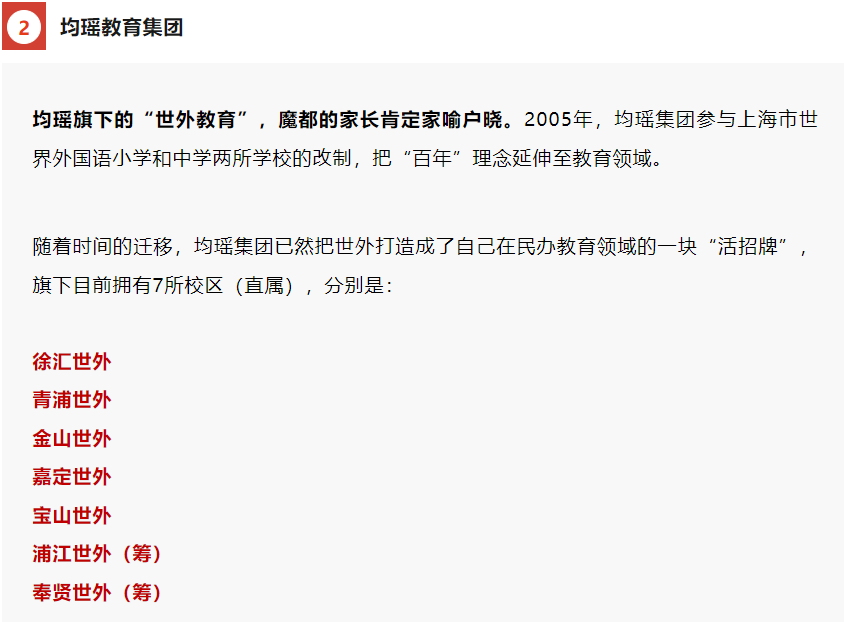 2 均瑶教育集团
均瑶旗下的“世外教育”，魔都的家长肯定家喻户晓。2005年，均瑶集团参与上海市世
界外国语小学和中学两所学校的改制，把“百年”理念延伸至教育领域。
随着时间的迁移，均瑶集团已然把世外打造成了自己在民办教育领域的一块“活招牌”，
旗下目前拥有7所校区（直属），分别是：
徐汇世外
青浦世外
金山世外
嘉定世外
宝山世外
浦江世外（筹）
奉贤世外（筹）